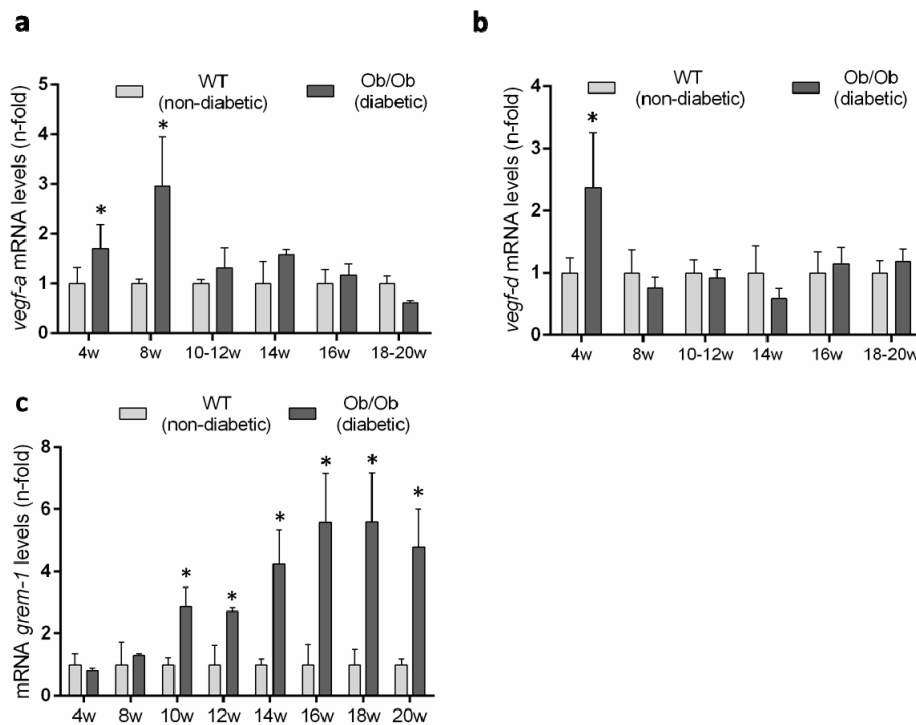 a
WT
(non-diabetic)
Ob/Ob
(diabetic)
vegf-a mRNA levels (n-fold)
5
4
3
2
1
0
*
*
4w 8w 10-12w 14w 16w 18-20w
b
WT
(non-diabetic)
Ob/Ob
(diabetic)
vegf-d mRNA levels (n-fold)
4
3
2
1
0
*
4w 8w 10-12w 14w 16w 18-20w
c
WT
(non-diabetic)
Ob/Ob
(diabetic)
mRNA grem-1 levels (n-fold)
8
6
4
2
0
* * * * * *
4w 8w 10w 12w 14w 16w 18w 20w